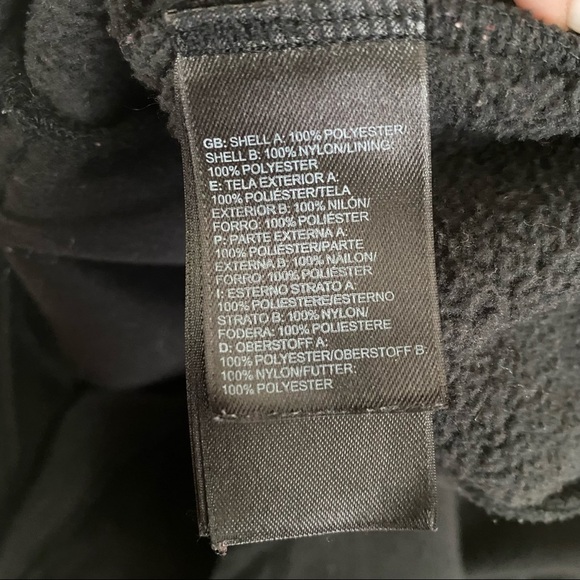 GB: SHELL A: 100% POLYESTER/
SHELL B: 100% NYLON/LINING:
100% POLYESTER
E: TELA EXTERIOR A:
100% POLIÉSTER/TELA
EXTERIOR B: 100% NILÓN/
FORRO: 100% POLIÉSTER
P: PARTE EXTERNA A:
100% POLIÉSTER/PARTE
EXTERNA B: 100% NÁILON/
FORRO: 100% POLIÉSTER
I: ESTERNO STRATO A:
100% POLIESTERE/ESTERNO
STRATO B: 100% NYLON/
FODERA: 100% POLIESTERE
D: OBERSTOFF A:
100% POLYESTER/OBERSTOFF B:
100% NYLON/FUTTER:
100% POLYESTER